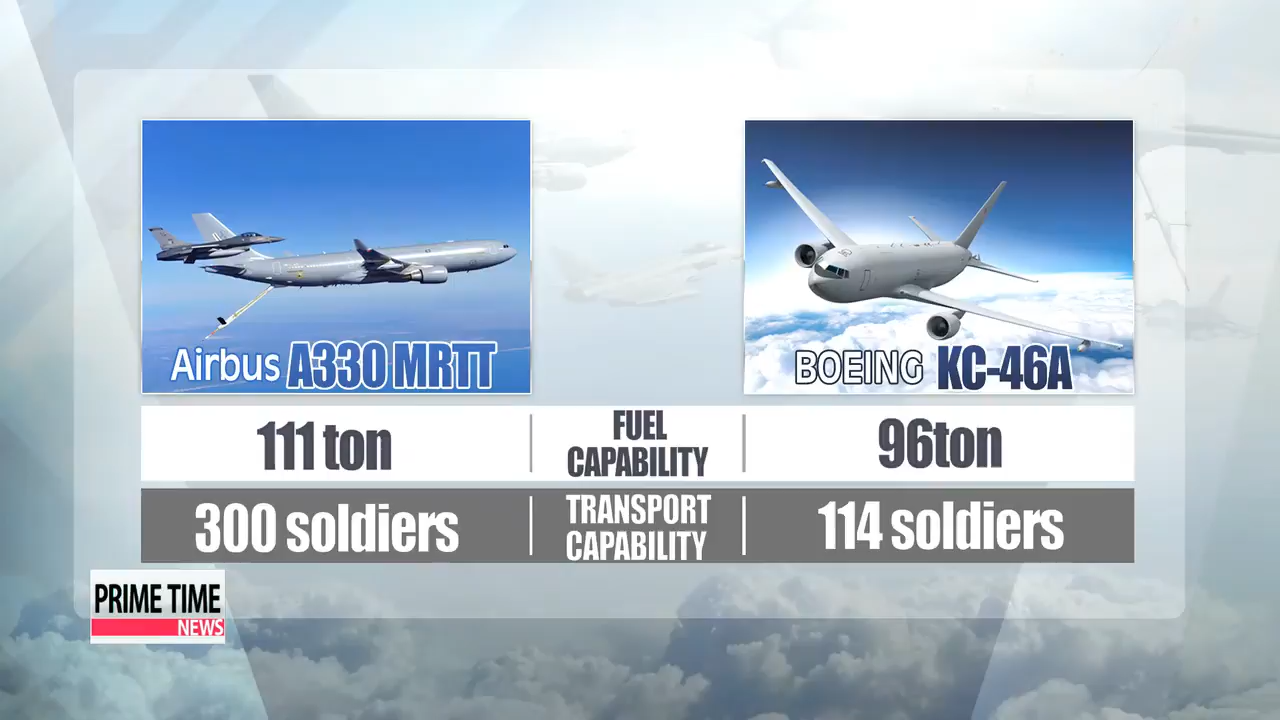 Airbus A330 MRTT
BOEING KC-46A
111 ton
FUEL
CAPABILITY
96ton
300 soldiers
TRANSPORT
CAPABILITY
114 soldiers
PRIME TIME
NEWS